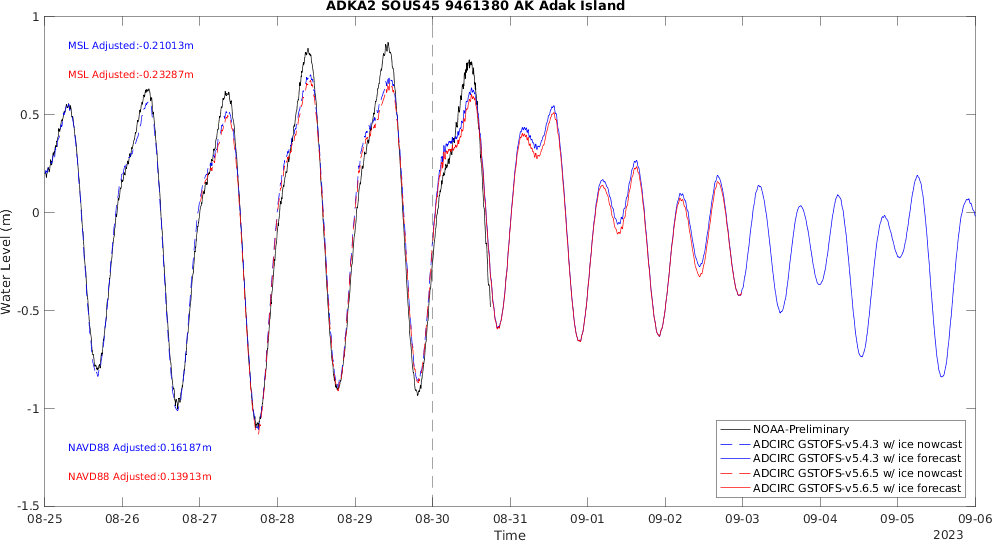 ADKA2 SOUS45 9461380 AK Adak Island
MSL Adjusted:-0.21013m
MSL Adjusted:-0.23287m
NAVD88 Adjusted:0.16187m
NAVD88 Adjusted:0.13913m
Water Level (m)
1
0.5
0
-0.5
-1
-1.5
NOAA-Preliminary
ADCIRC GSTOFS-v5.4.3 w/ ice nowcast
ADCIRC GSTOFS-v5.4.3 w/ ice forecast
ADCIRC GSTOFS-v5.6.5 w/ ice nowcast
ADCIRC GSTOFS-v5.6.5 w/ ice forecast
08-25 08-26 08-27 08-28 08-29 08-30 08-31 09-01 09-02 09-03 09-04 09-05 09-06
Time
2023